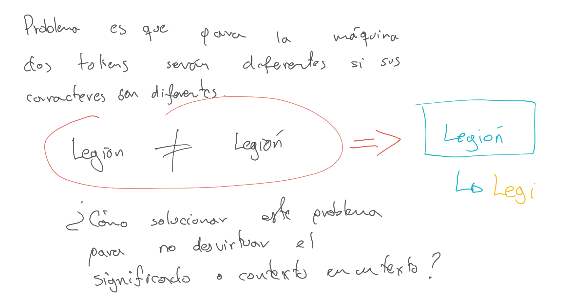 Problema es que para la máquina
dos tokens serán diferentes si sus
caracteres son diferentes.
Legion ≠ Legión ⇒ Legión
↳ Legi
¿Cómo solucionar este problema
para no desvirtuar el
significado o contexto en un texto?